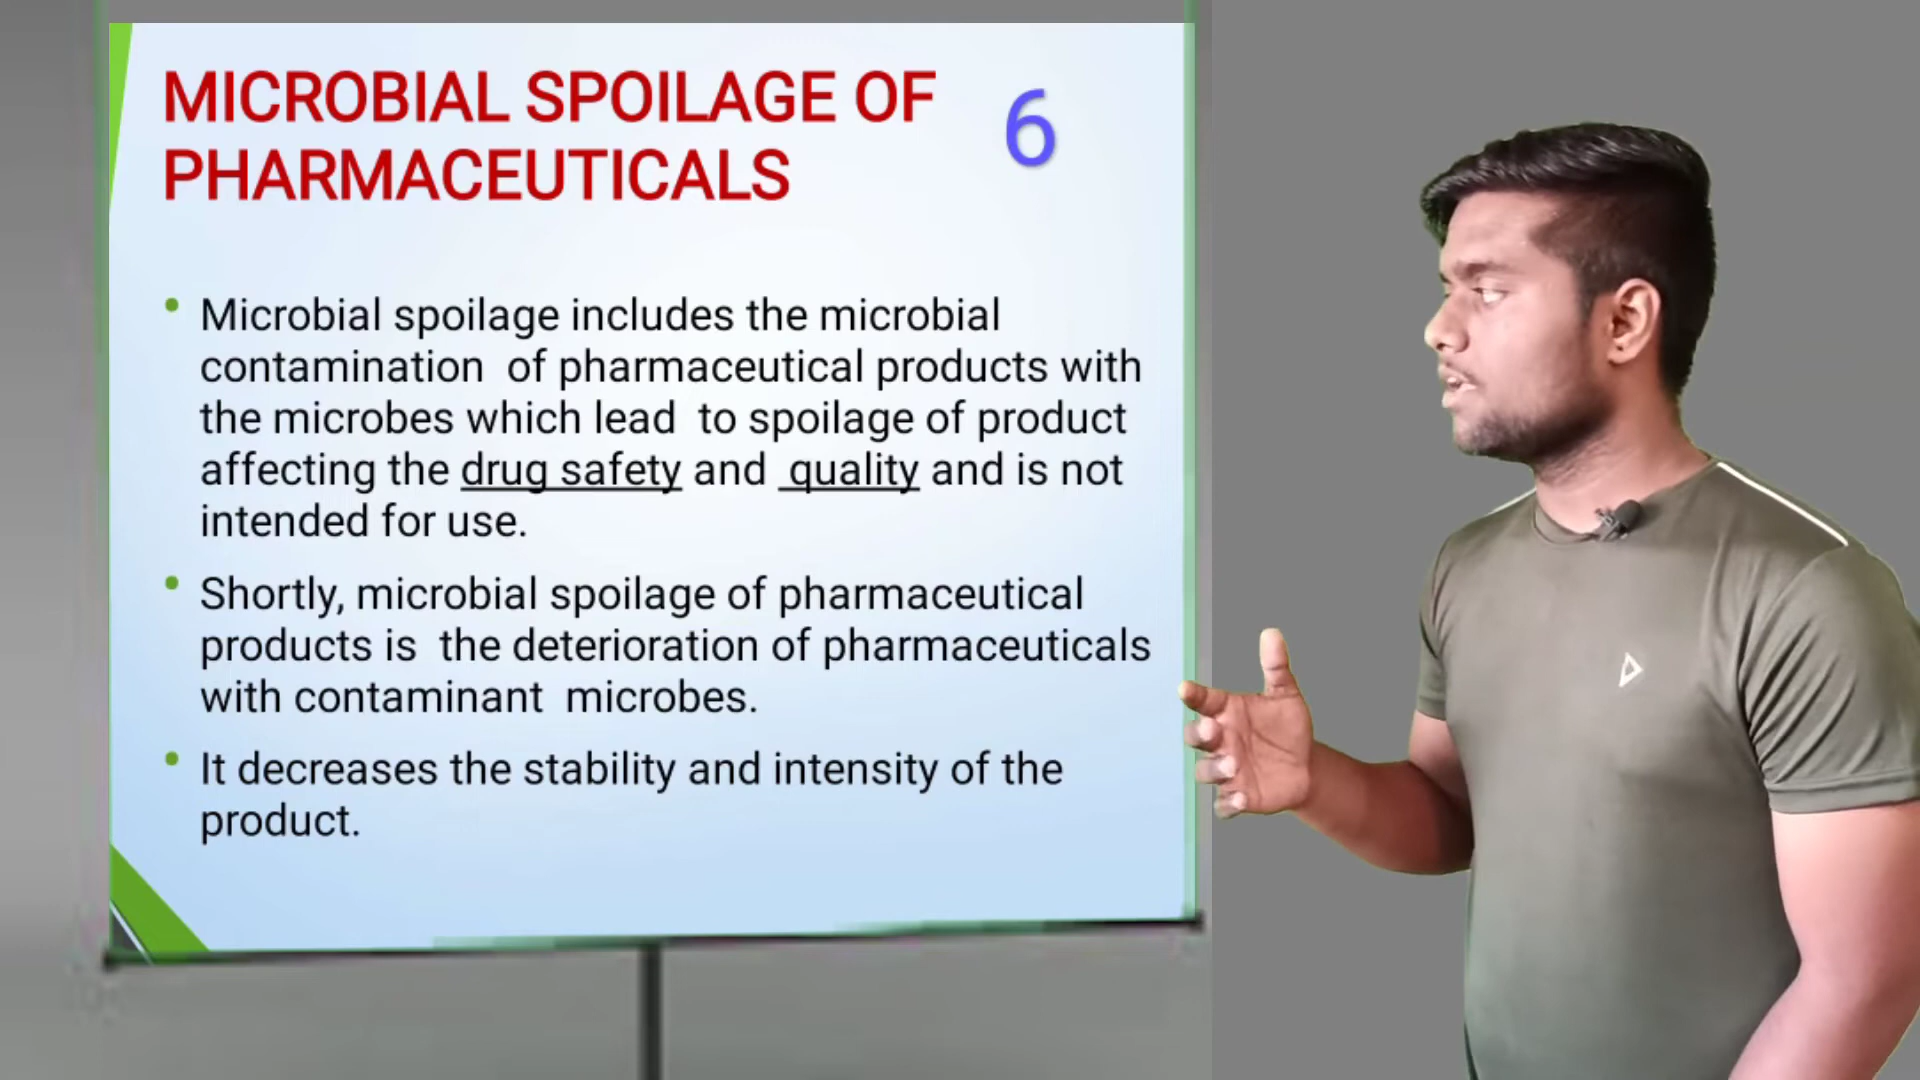 MICROBIAL SPOILAGE OF
PHARMACEUTICALS
6
• Microbial spoilage includes the microbial
contamination of pharmaceutical products with
the microbes which lead to spoilage of product
affecting the drug safety and quality and is not
intended for use.
• Shortly, microbial spoilage of pharmaceutical
products is the deterioration of pharmaceuticals
with contaminant microbes.
• It decreases the stability and intensity of the
product.